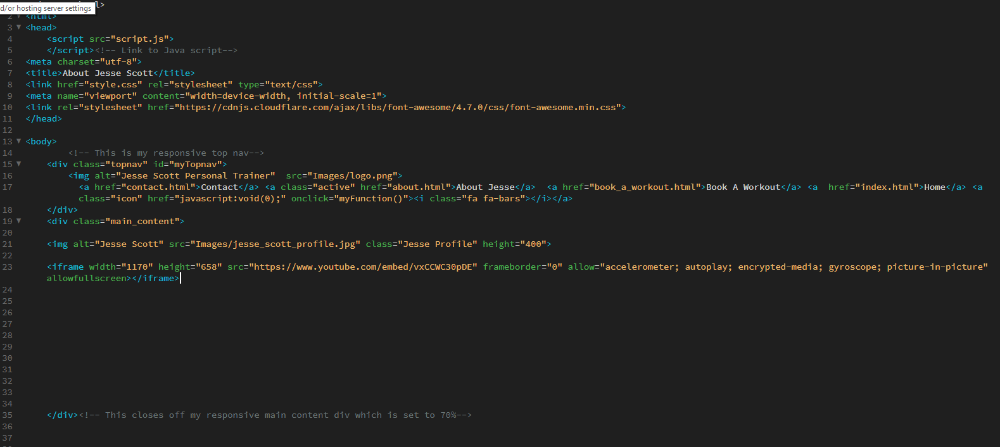 d/or hosting server settings l>
2 <html>
3 <head>
4 <script src="script.js">
5 </script><!-- Link to Java script-->
6 <meta charset="utf-8">
7 <title>About Jesse Scott</title>
8 <link href="style.css" rel="stylesheet" type="text/css">
9 <meta name="viewport" content="width=device-width, initial-scale=1">
10 <link rel="stylesheet" href="https://cdnjs.cloudflare.com/ajax/libs/font-awesome/4.7.0/css/font-awesome.min.css">
11 </head>
12
13 <body>
14 <!-- This is my responsive top nav-->
15 <div class="topnav" id="myTopnav">
16 <img alt="Jesse Scott Personal Trainer"  src="Images/logo.png">
17 <a href="contact.html">Contact</a> <a class="active" href="about.html">About Jesse</a>  <a href="book_a_workout.html">Book A Workout</a> <a  href="index.html">Home</a> <a
class="icon" href="javascript:void(0);" onclick="myFunction()"><i class="fa fa-bars"></i></a>
18 </div>
19 <div class="main_content">
20
21 <img alt="Jesse Scott" src="Images/jesse_scott_profile.jpg" class="Jesse Profile" height="400">
22
23 <iframe width="1170" height="658" src="https://www.youtube.com/embed/vxCCWC30pDE" frameborder="0" allow="accelerometer; autoplay; encrypted-media; gyroscope; picture-in-picture"
allowfullscreen></iframe>
24
25
26
27
28
29
30
31
32
33
34
35 </div><!-- This closes off my responsive main content div which is set to 70%-->
36
37